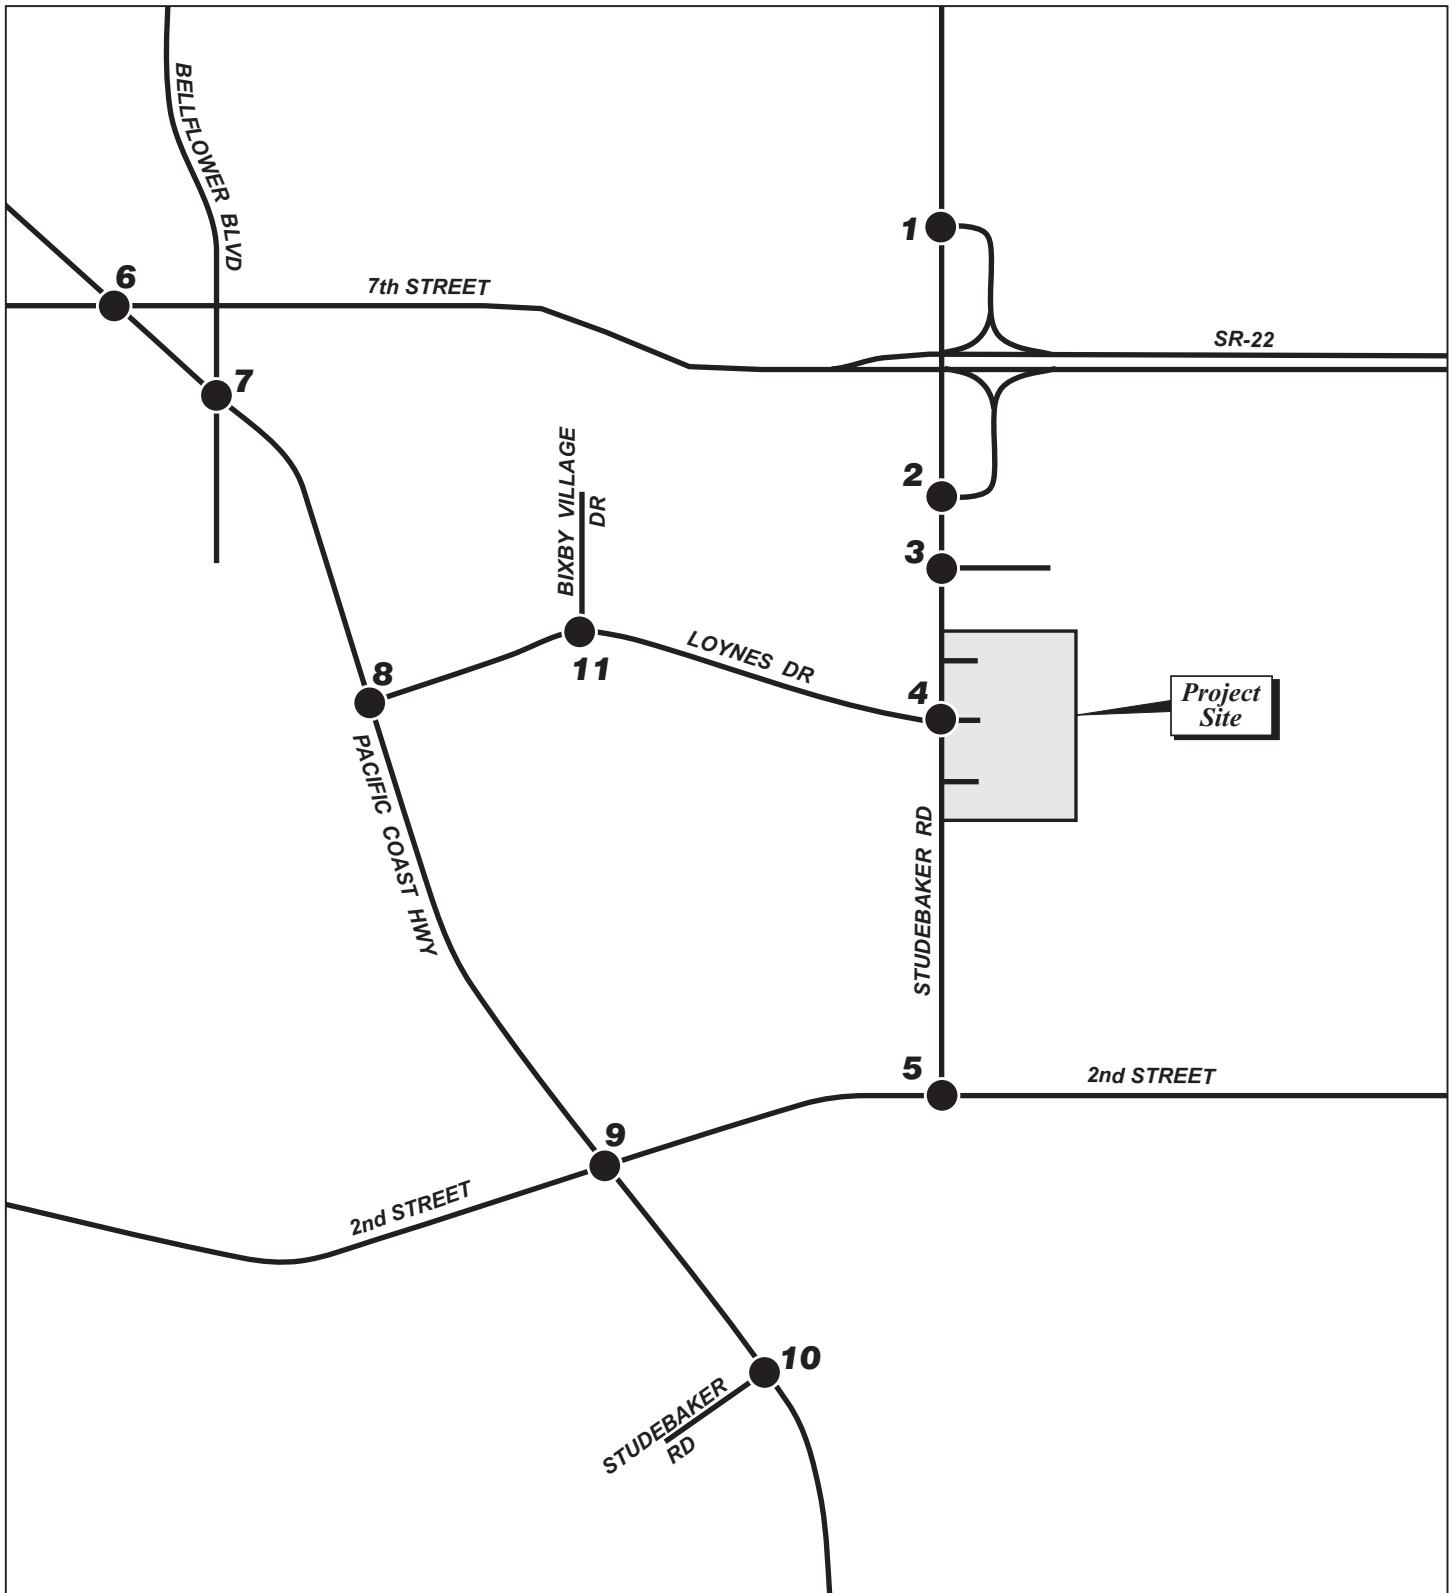 BELLFLOWER BLVD
1
6
7th STREET
SR-22
7
BIXBY VILLAGE
DR
2
3
11
LOYNES DR
8
4
Project
Site
PACIFIC COAST HWY
STUDEBAKER RD
5
2nd STREET
9
2nd STREET
10
STUDEBAKER
RD